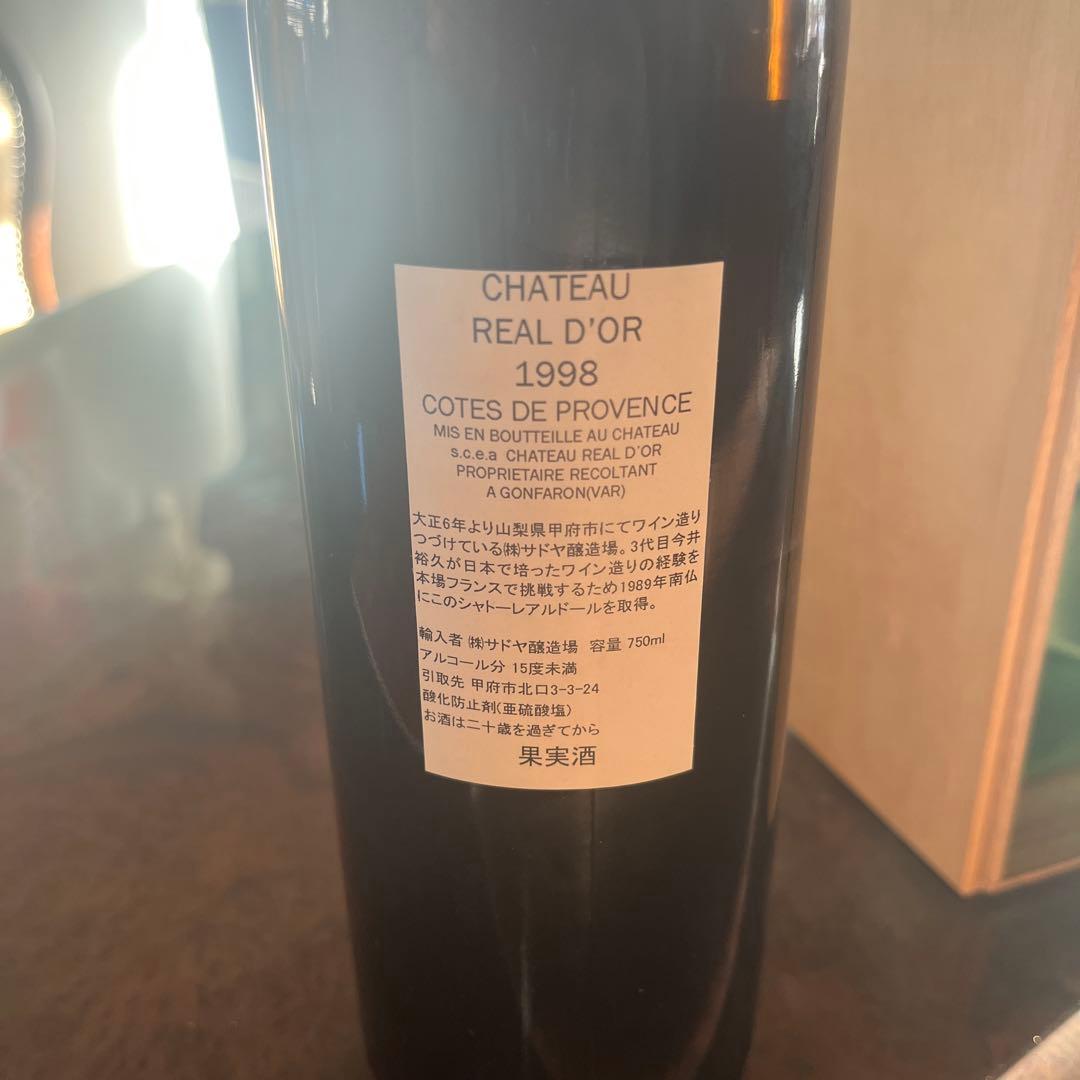 CHATEAU
REAL D'OR
1998
COTES DE PROVENCE
MIS EN BOUTTEILLE AU CHATEAU
s.c.e.a CHATEAU REAL D'OR
PROPRIETAIRE RECOLTANT
A GONFARON(VAR)
大正6年より山梨県甲府市にてワイン造り
つづけている㈱サドヤ醸造場。3代目今井
裕久が日本で培ったワイン造りの経験を
本場フランスで挑戦するため1989年南仏
にこのシャトーレアルドールを取得。
輸入者 ㈱サドヤ醸造場 容量 750ml
アルコール分 15度未満
引取先 甲府市北口3-3-24
酸化防止剤(亜硫酸塩)
お酒は二十歳を過ぎてから
果実酒